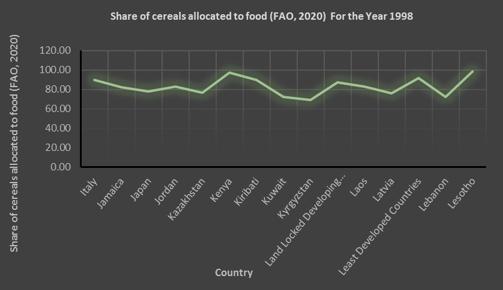 Share of cereals allocated to food (FAO, 2020)  For the Year 1998
Share of cereals allocated to food (FAO, 2020)
120.00
100.00
80.00
60.00
40.00
20.00
0.00
Italy
Jamaica
Japan
Jordan
Kazakhstan
Kenya
Kiribati
Kuwait
Kyrgyzstan
Land Locked Developing...
Laos
Latvia
Least Developed Countries
Lebanon
Lesotho
Country